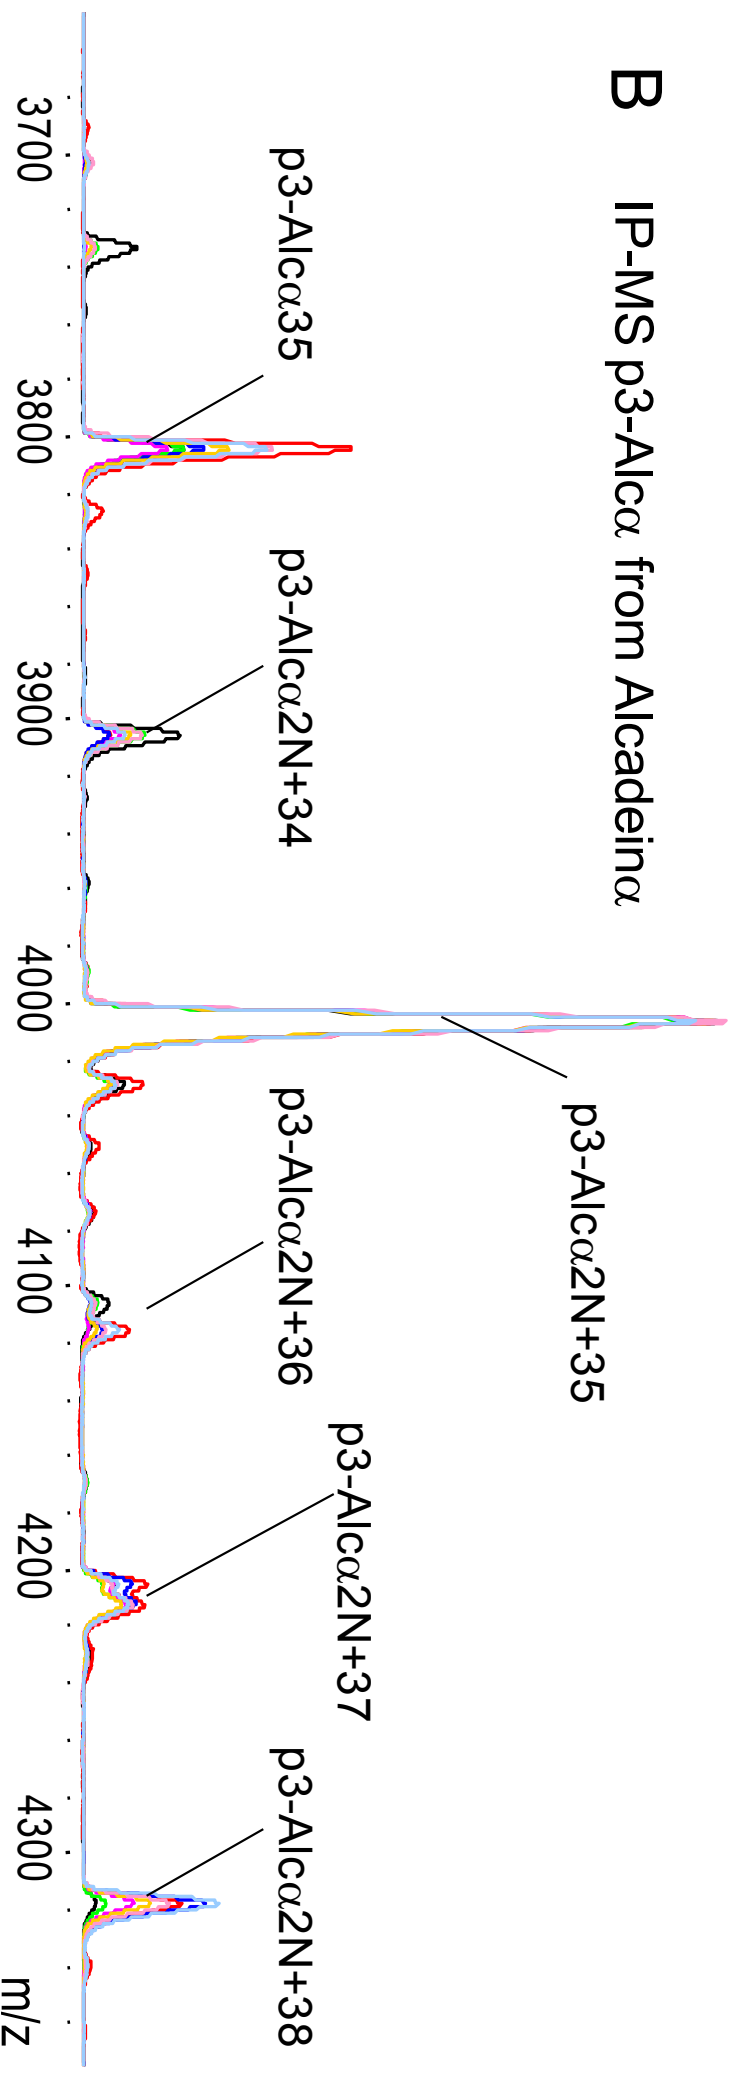 B IP-MS p3-Alcα from Alcadeinα
p3-Alcα2N+35
p3-Alcα2N+37
p3-Alcα35
p3-Alcα2N+34
p3-Alcα2N+36
p3-Alcα2N+38
3700 3800 3900 4000 4100 4200 4300
m/z